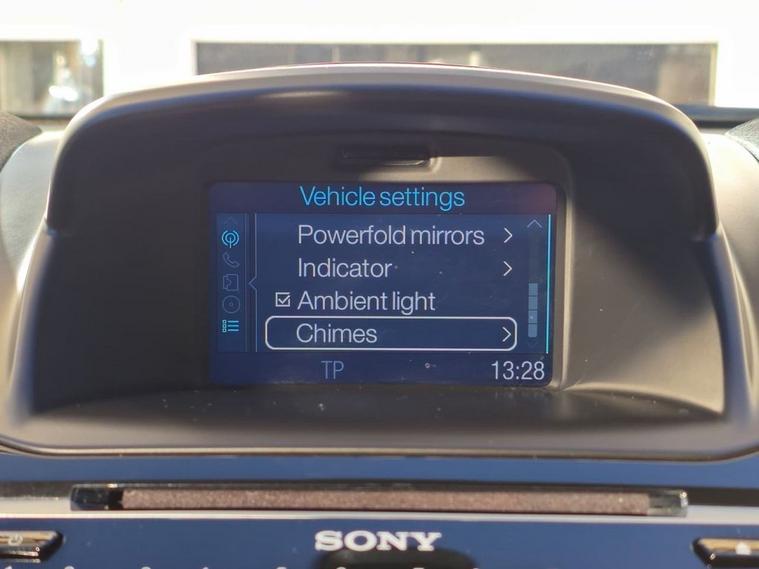 Vehicle settings
Powerfold mirrors
Indicator
Ambient light
Chimes
TP
13:28
SONY